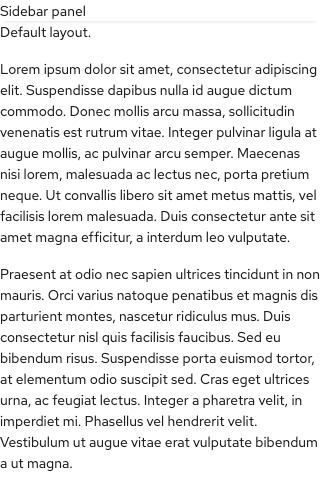 Sidebar panel
Default layout.
Lorem ipsum dolor sit amet, consectetur adipiscing
elit. Suspendisse dapibus nulla id augue dictum
commodo. Donec mollis arcu massa, sollicitudin
venenatis est rutrum vitae. Integer pulvinar ligula at
augue mollis, ac pulvinar arcu semper. Maecenas
nisi lorem, malesuada ac lectus nec, porta pretium
neque. Ut convallis libero sit amet metus mattis, vel
facilisis lorem malesuada. Duis consectetur ante sit
amet magna efficitur, a interdum leo vulputate.
Praesent at odio nec sapien ultrices tincidunt in non
mauris. Orci varius natoque penatibus et magnis dis
parturient montes, nascetur ridiculus mus. Duis
consectetur nisl quis facilisis faucibus. Sed eu
bibendum risus. Suspendisse porta euismod tortor,
at elementum odio suscipit sed. Cras eget ultrices
urna, ac feugiat lectus. Integer a pharetra velit, in
imperdiet mi. Phasellus vel hendrerit velit.
Vestibulum ut augue vitae erat vulputate bibendum
a ut magna.